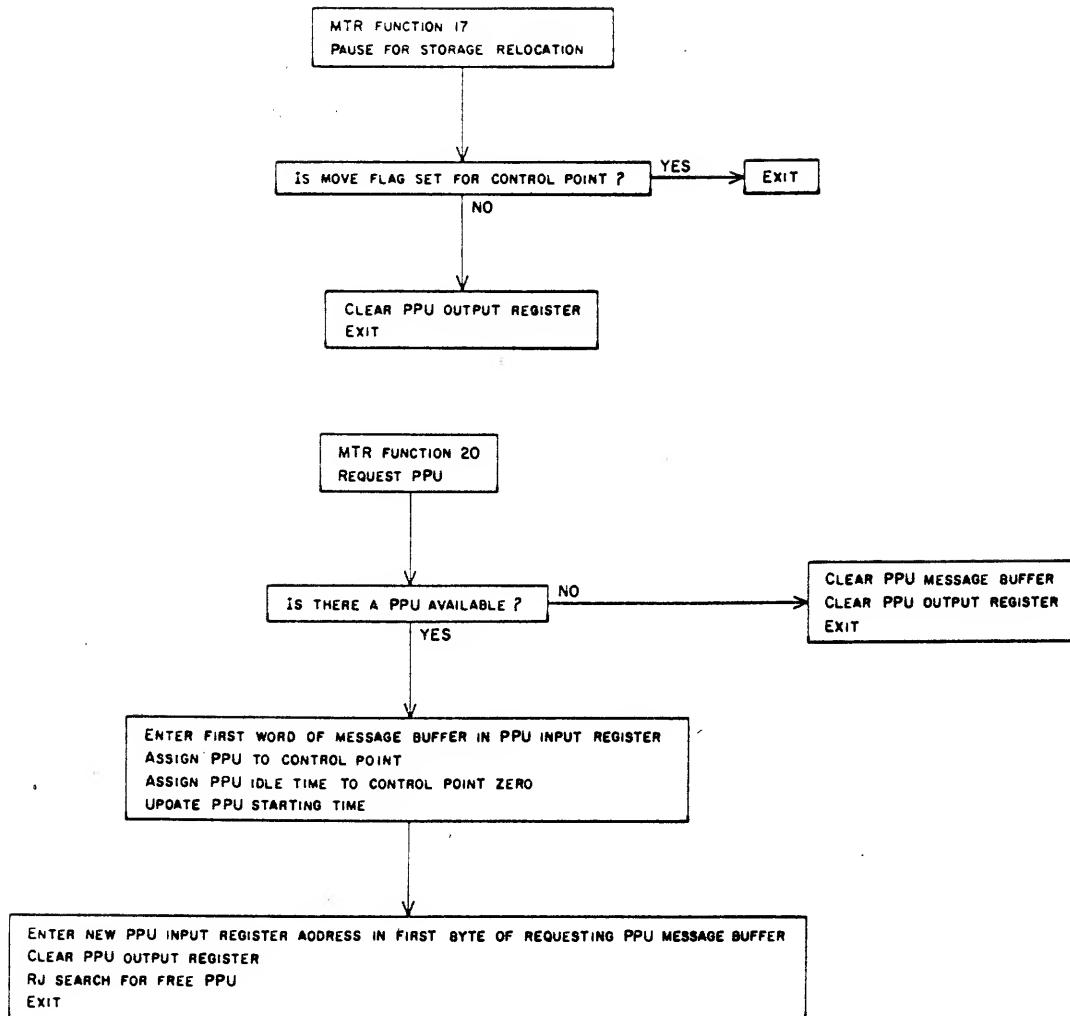 MTR FUNCTION 17
PAUSE FOR STORAGE RELOCATION
IS MOVE FLAG SET FOR CONTROL POINT ?
YES
EXIT
NO
CLEAR PPU OUTPUT REGISTER
EXIT
MTR FUNCTION 20
REQUEST PPU
IS THERE A PPU AVAILABLE ?
NO
CLEAR PPU MESSAGE BUFFER
CLEAR PPU OUTPUT REGISTER
EXIT
YES
ENTER FIRST WORD OF MESSAGE BUFFER IN PPU INPUT REGISTER
ASSIGN PPU TO CONTROL POINT
ASSIGN PPU IDLE TIME TO CONTROL POINT ZERO
UPDATE PPU STARTING TIME
ENTER NEW PPU INPUT REGISTER ADDRESS IN FIRST BYTE OF REQUESTING PPU MESSAGE BUFFER
CLEAR PPU OUTPUT REGISTER
RJ SEARCH FOR FREE PPU
EXIT